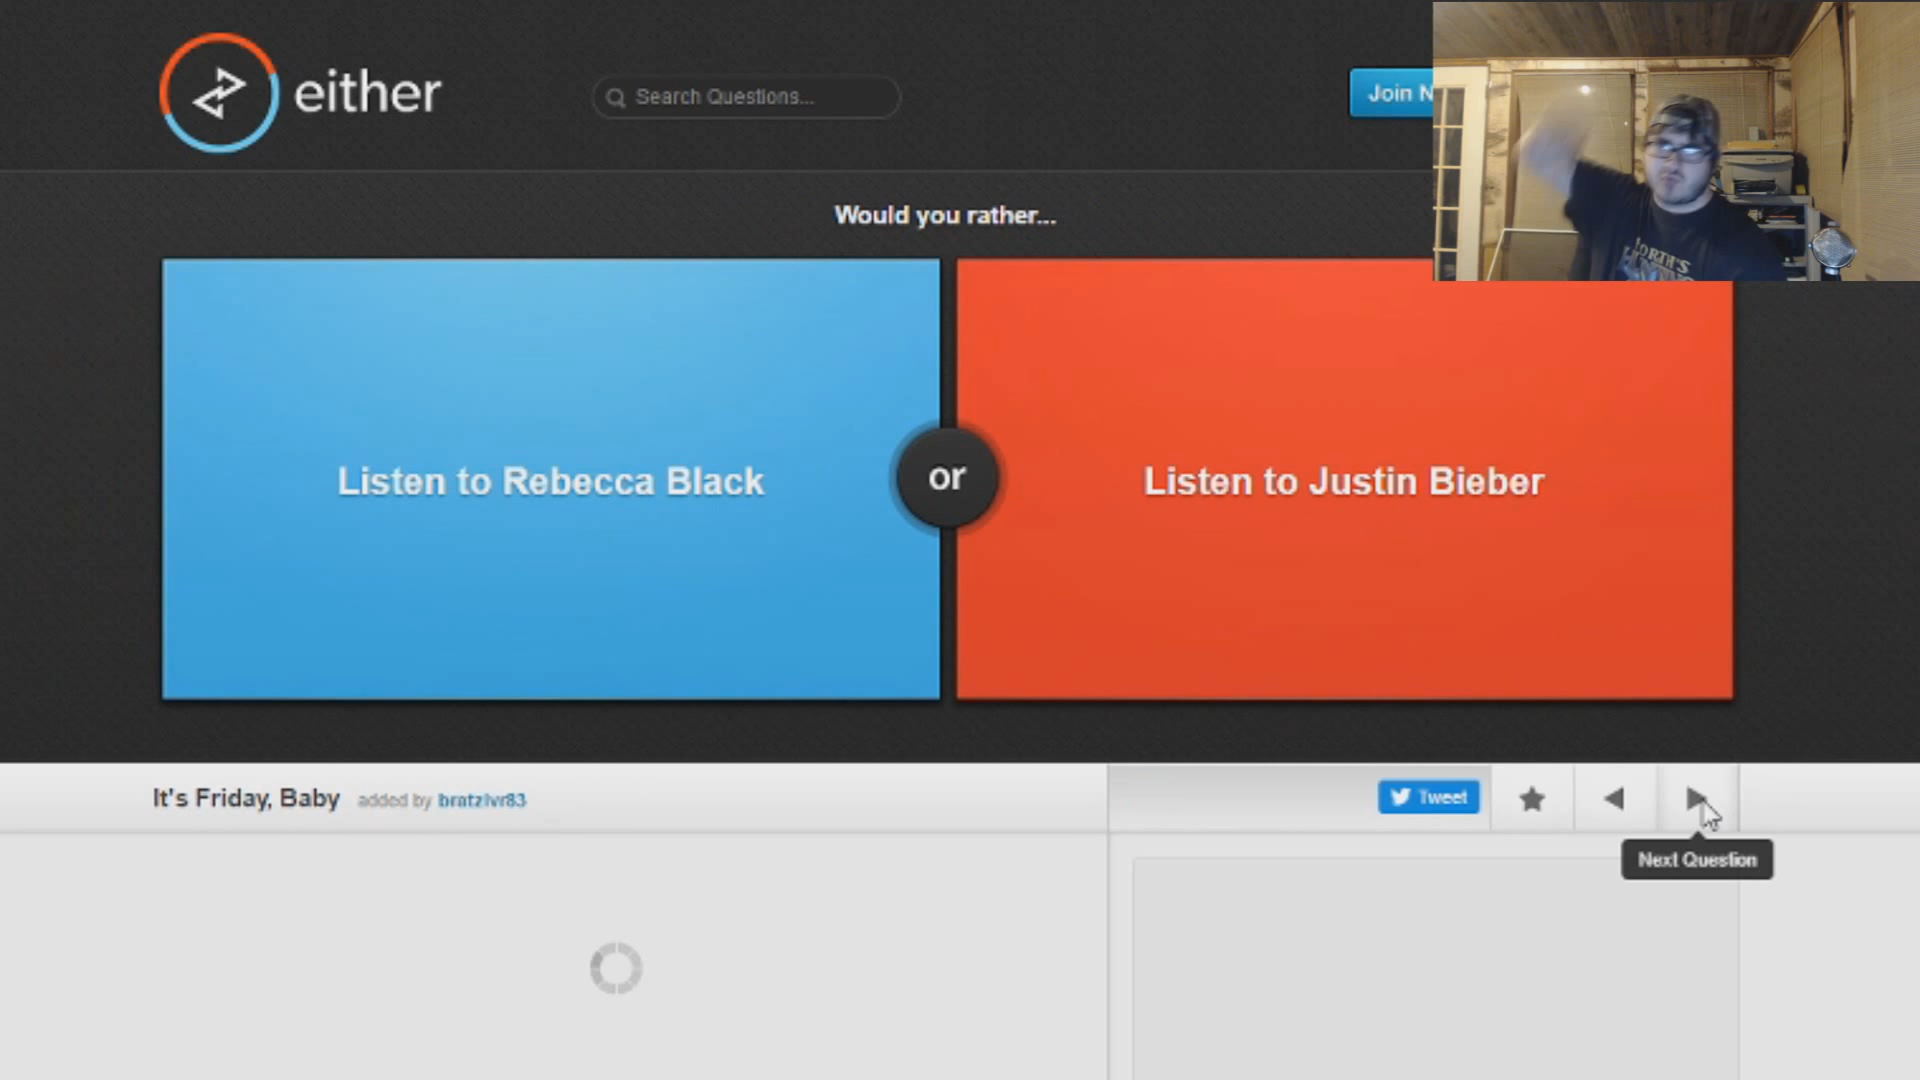 either
Search Questions...
Join N
Would you rather...
Listen to Rebecca Black
or
Listen to Justin Bieber
It's Friday, Baby added by bratzlvr83
Tweet
Next Question